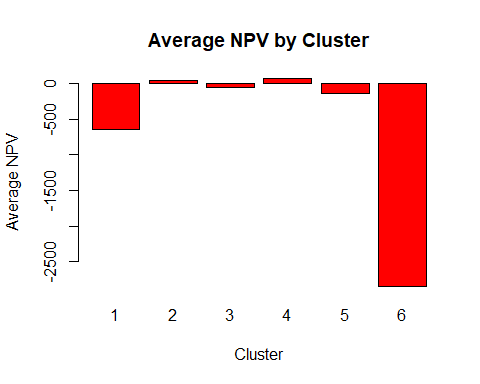 Average NPV by Cluster
Average NPV
0
-500
-1500
-2500
1 2 3 4 5 6
Cluster